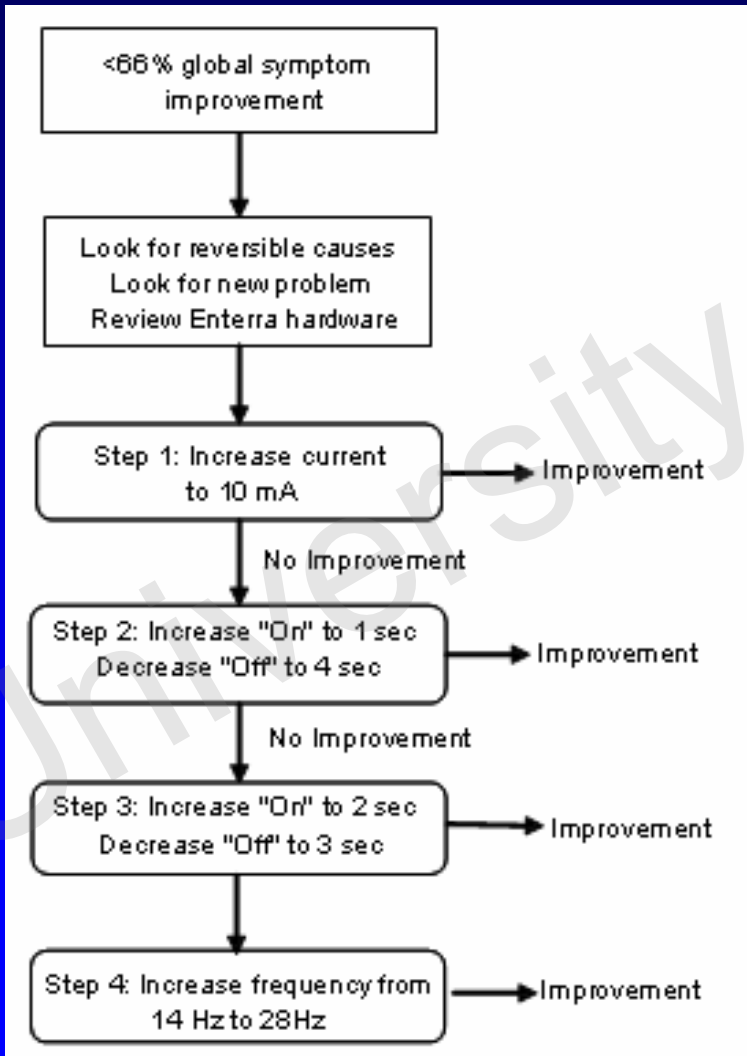 <66% global symptom
improvement
Look for reversible causes
Look for new problem
Review Enterra hardware
Step 1: Increase current
to 10 mA
Improvement
No Improvement
Step 2: Increase "On" to 1 sec
Decrease "Off" to 4 sec
Improvement
No Improvement
Step 3: Increase "On" to 2 sec
Decrease "Off" to 3 sec
Improvement
Step 4: Increase frequency from
14 Hz to 28Hz
Improvement
University